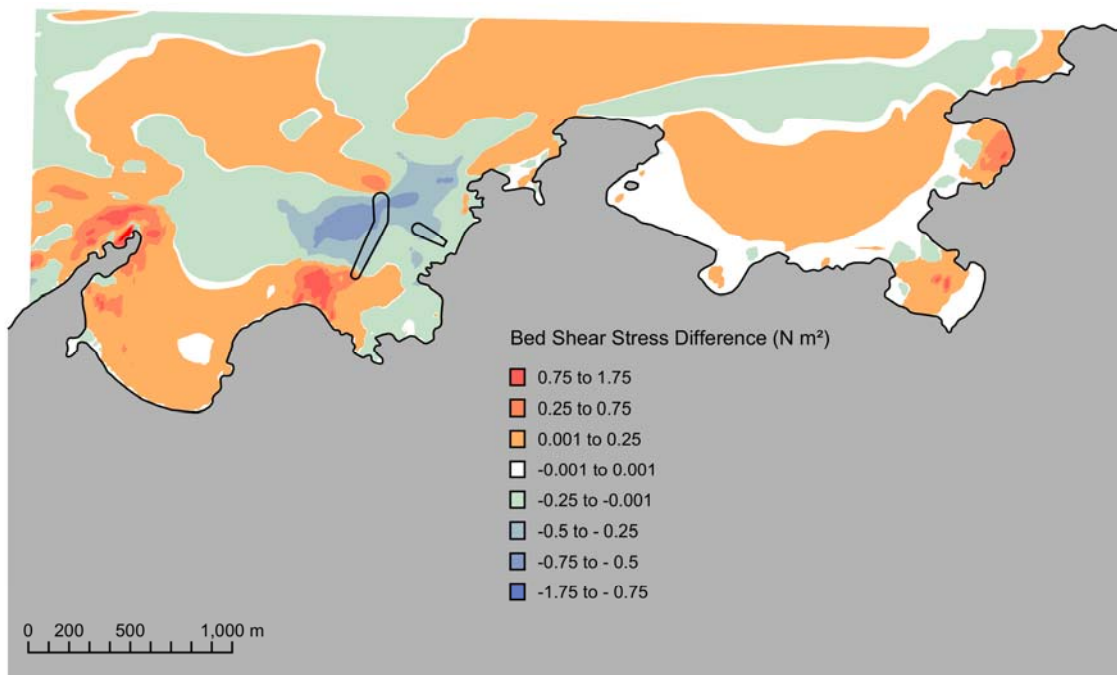 Bed Shear Stress Difference (N m²)
0.75 to 1.75
0.25 to 0.75
0.001 to 0.25
-0.001 to 0.001
-0.25 to -0.001
-0.5 to - 0.25
-0.75 to - 0.5
-1.75 to - 0.75
0 200 500 1,000 m